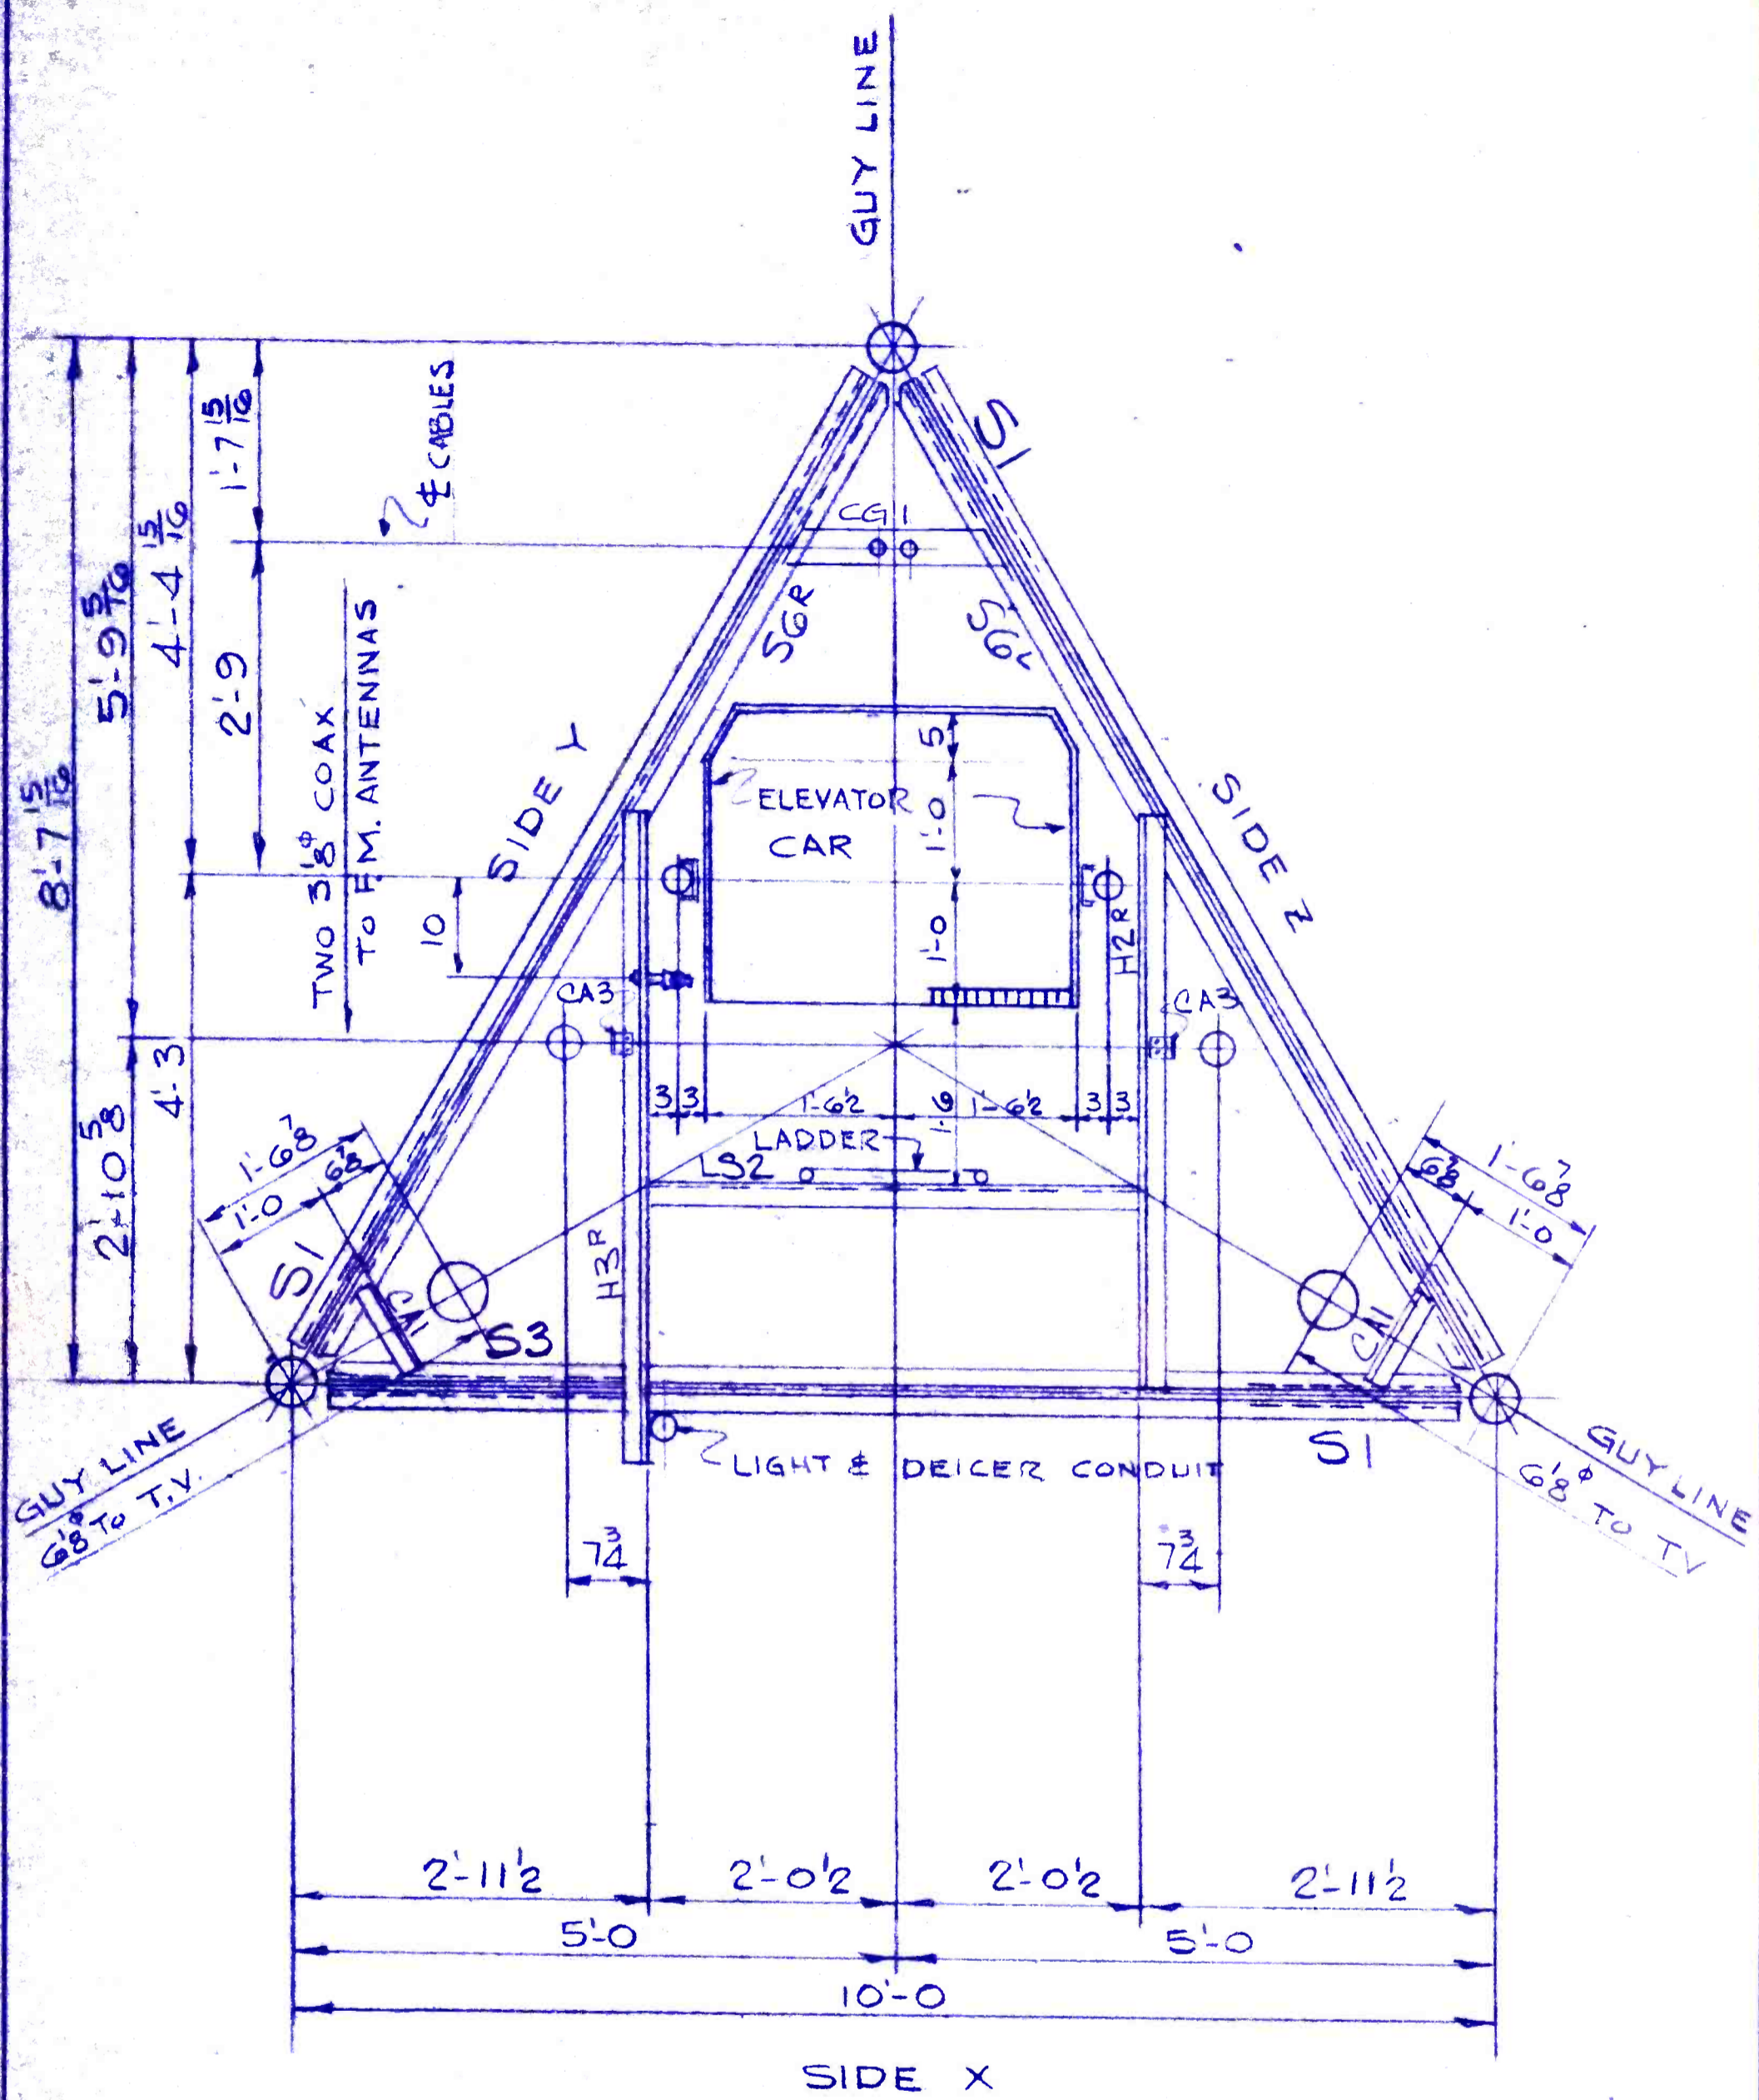 GUY LINE
1'-7 15/16
℄ CABLES
S1
CG 1
4'-4 15/16
5'-9 5/16
8'-7 15/16
2'-9
TWO 3 1/8 ⌀ COAX
TO F.M. ANTENNAS
S6R
S6L
SIDE Y
SIDE Z
ELEVATOR
CAR
5
1'-0
1'-0
10
H2R
CA3
CA3
4'-3
2'-10 5/8
3
3
1'-6 1/2
1'-6
1'-6 1/2
3
3
LADDER
LS2
1'-6 7/8
6 7/8
1'-0
1'-6 7/8
6 7/8
1'-0
S1
H3R
CA1
S3
CA1
S1
LIGHT & DEICER CONDUIT
GUY LINE
6 1/8 ⌀ TO T.V.
GUY LINE
6 1/8 ⌀ TO TV
7 3/4
7 3/4
2'-11 1/2
2'-0 1/2
2'-0 1/2
2'-11 1/2
5'-0
5'-0
10'-0
SIDE X